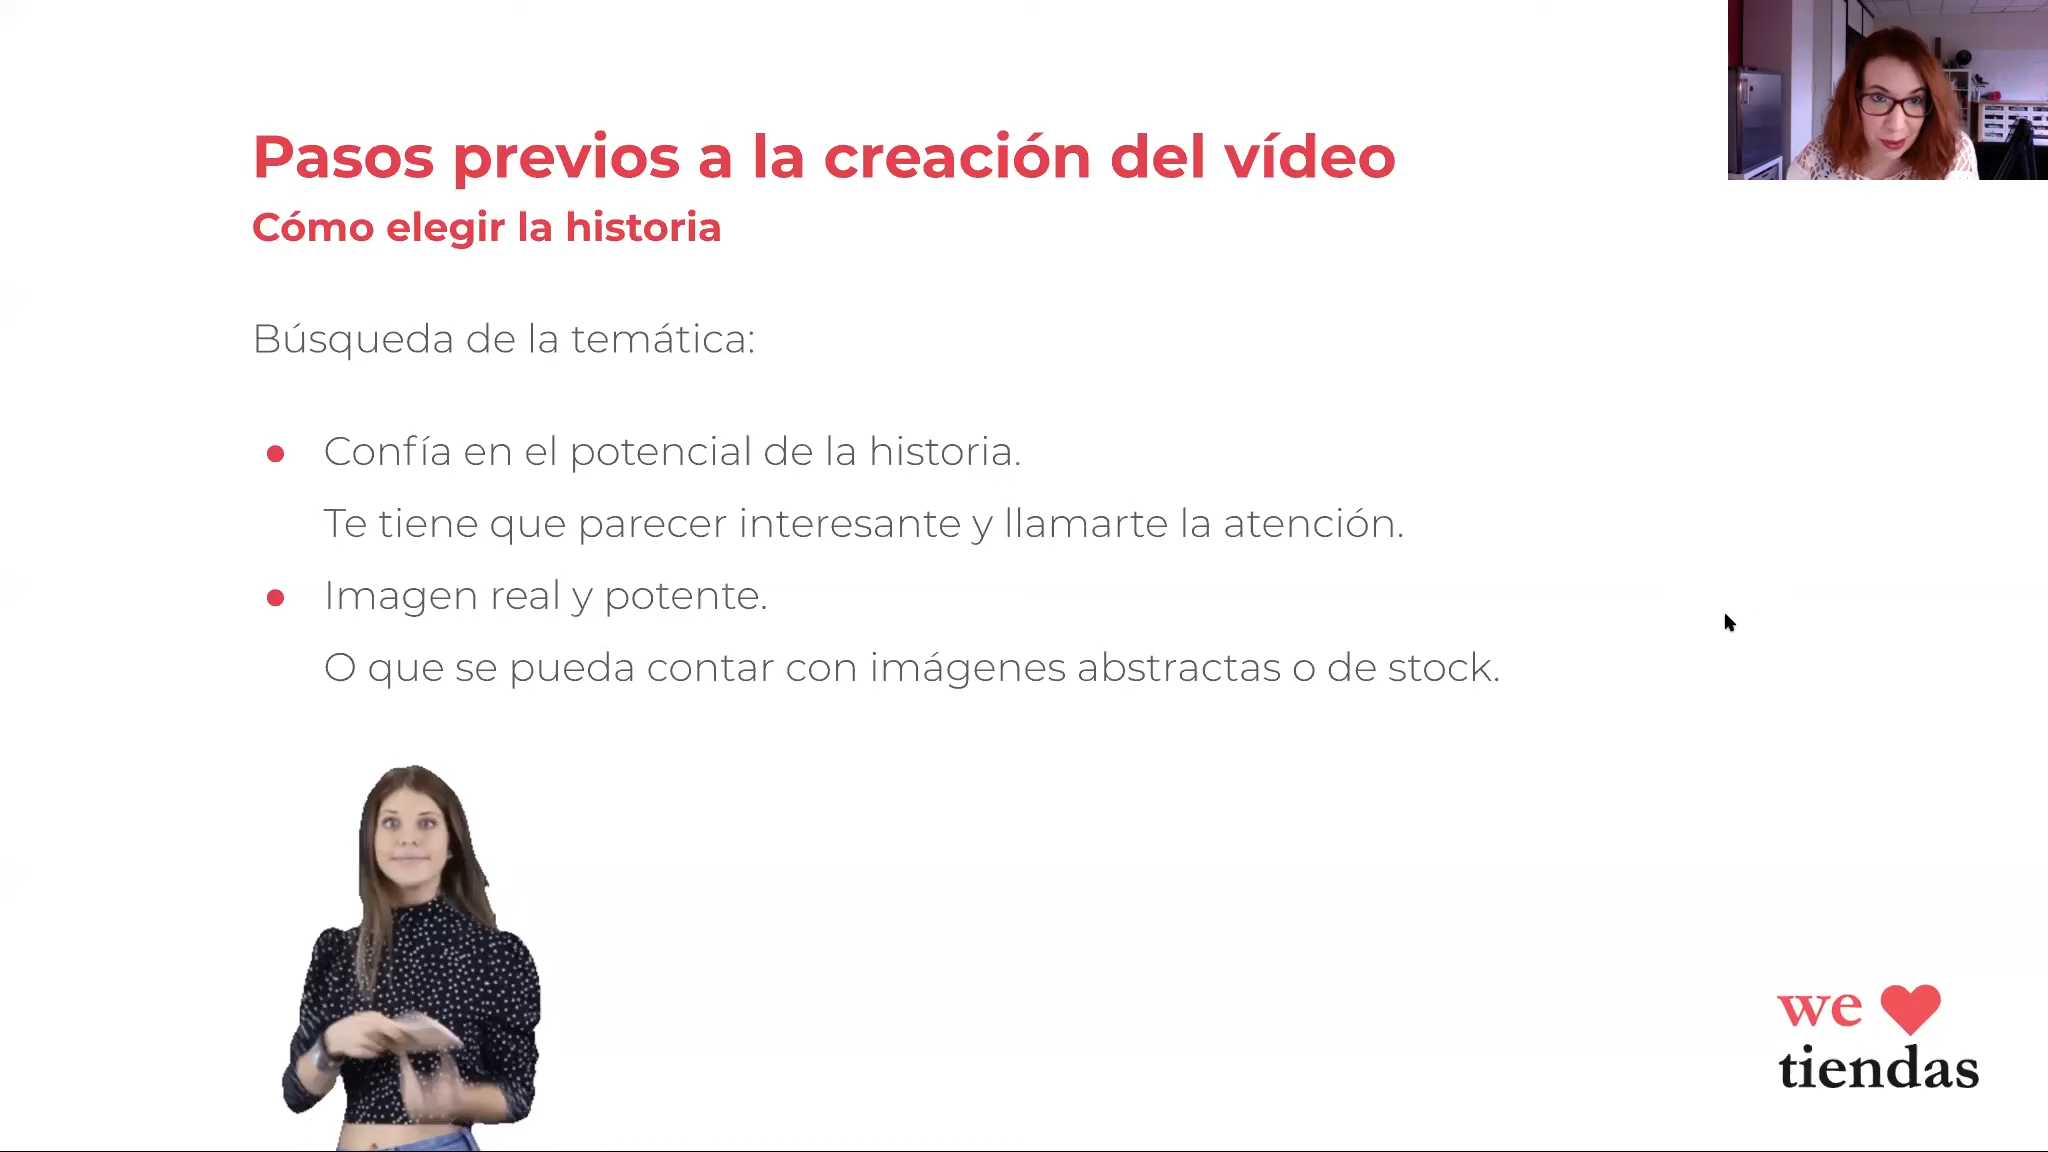 Pasos previos a la creación del vídeo
Cómo elegir la historia
Búsqueda de la temática:
● Confía en el potencial de la historia.
Te tiene que parecer interesante y llamarte la atención.
● Imagen real y potente.
O que se pueda contar con imágenes abstractas o de stock.
we ♥
tiendas